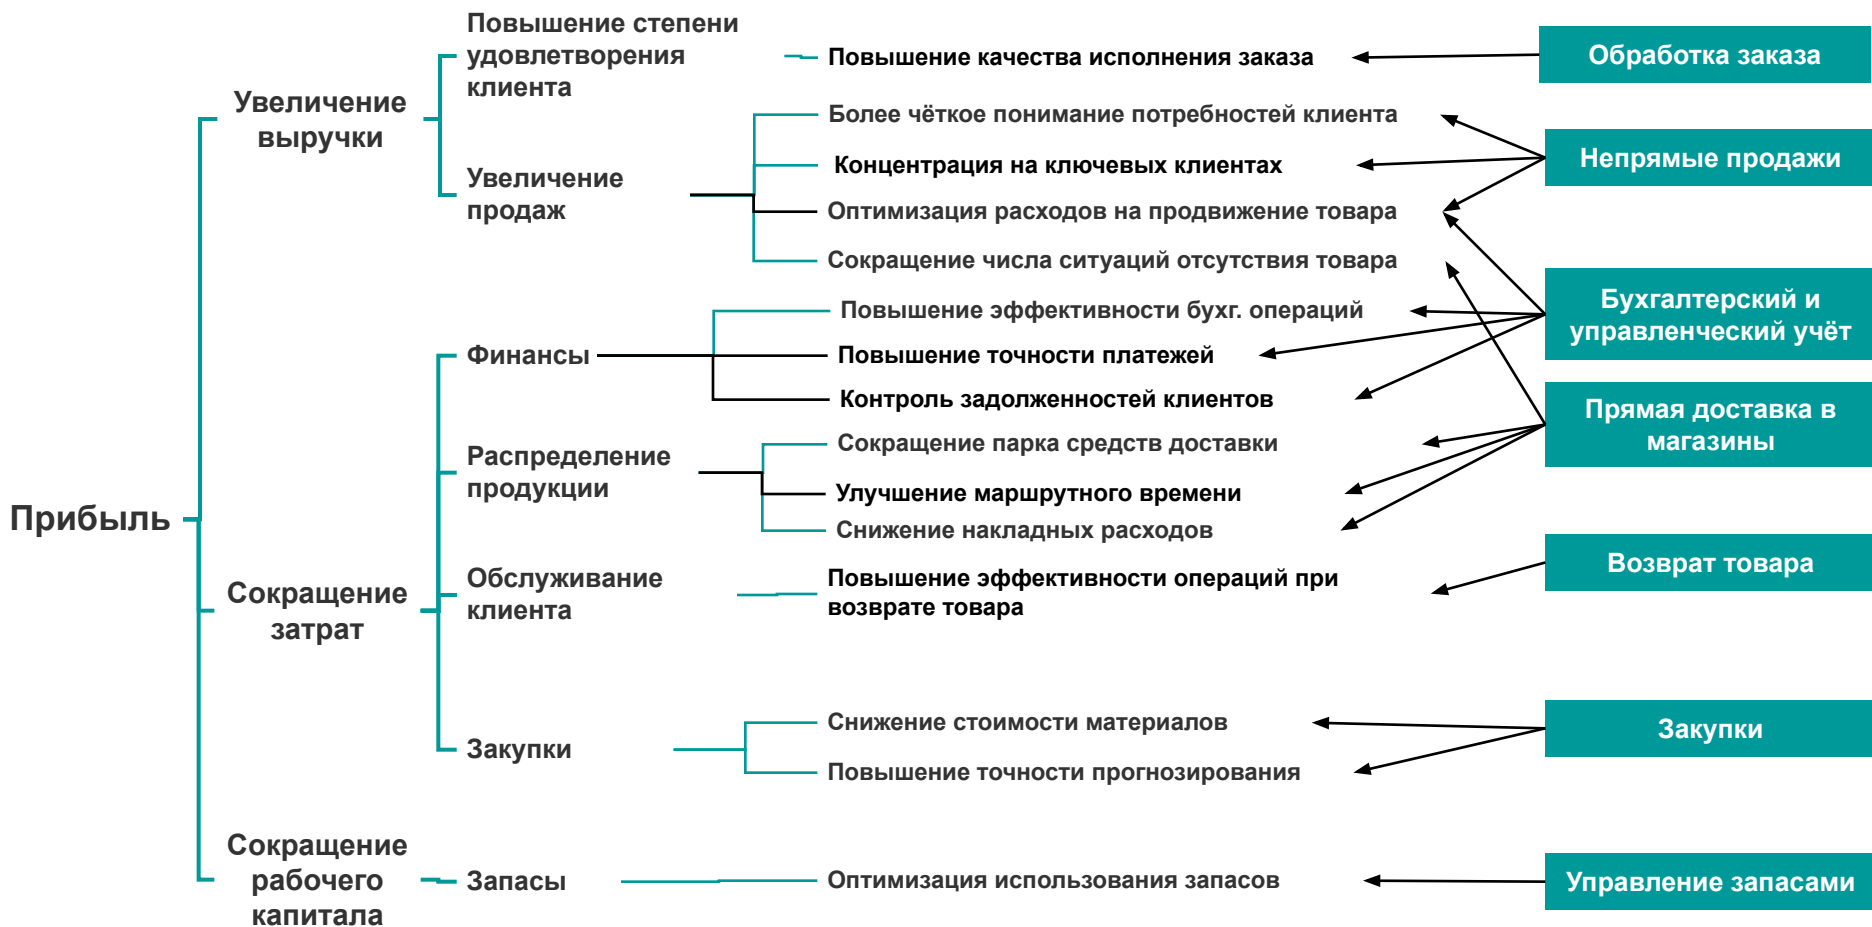 Повышение степени
удовлетворения
клиента
Повышение качества исполнения заказа
Обработка заказа
Увеличение
выручки
Более чёткое понимание потребностей клиента
Непрямые продажи
Концентрация на ключевых клиентах
Увеличение
продаж
Оптимизация расходов на продвижение товара
Сокращение числа ситуаций отсутствия товара
Бухгалтерский и
управленческий учёт
Повышение эффективности бухг. операций
Финансы
Повышение точности платежей
Контроль задолженностей клиентов
Прямая доставка в
магазины
Сокращение парка средств доставки
Распределение
продукции
Улучшение маршрутного времени
Снижение накладных расходов
Прибыль
Возврат товара
Обслуживание
клиента
Повышение эффективности операций при
возврате товара
Сокращение
затрат
Снижение стоимости материалов
Закупки
Закупки
Повышение точности прогнозирования
Сокращение
рабочего
капитала
Запасы
Оптимизация использования запасов
Управление запасами